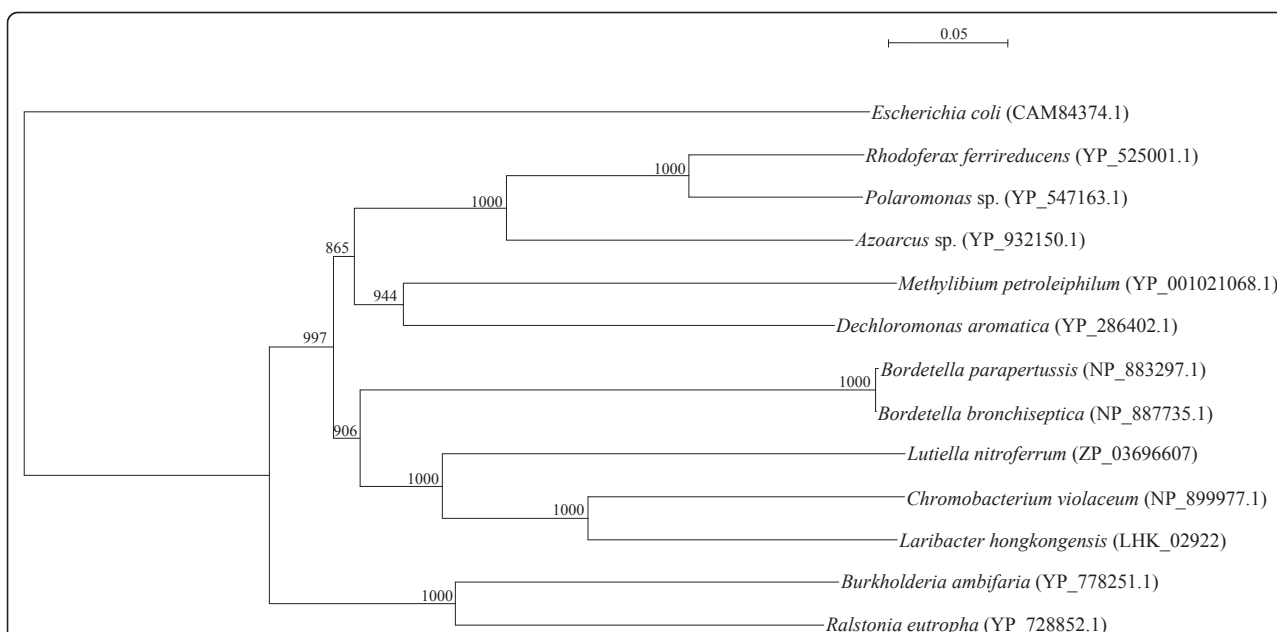 0.05
Escherichia coli (CAM84374.1)
Rhodoferax ferrireducens (YP_525001.1)
1000
Polaromonas sp. (YP_547163.1)
1000
Azoarcus sp. (YP_932150.1)
865
Methylibium petroleiphilum (YP_001021068.1)
944
Dechloromonas aromatica (YP_286402.1)
997
Bordetella parapertussis (NP_883297.1)
1000
Bordetella bronchiseptica (NP_887735.1)
906
Lutiella nitroferrum (ZP_03696607)
1000
Chromobacterium violaceum (NP_899977.1)
1000
Laribacter hongkongensis (LHK_02922)
Burkholderia ambifaria (YP_778251.1)
1000
Ralstonia eutropha (YP_728852.1)